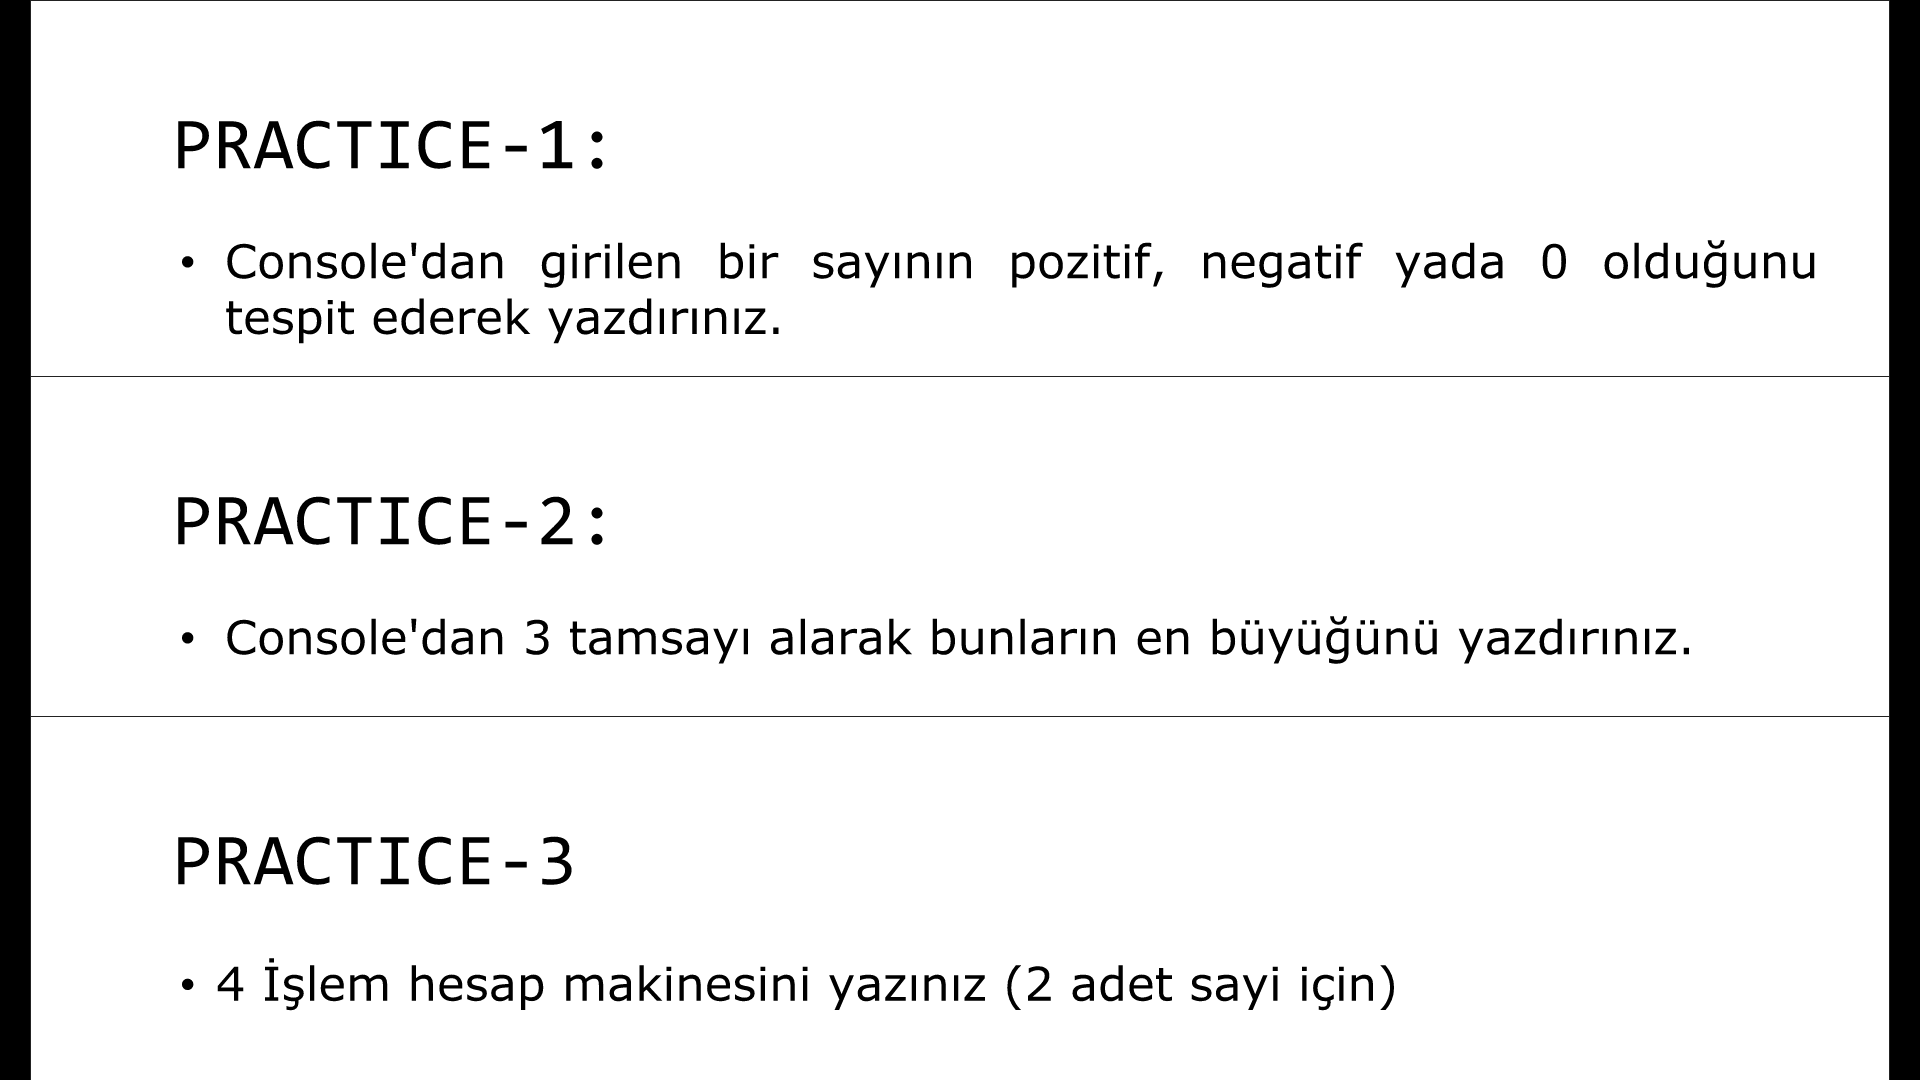 PRACTICE-1:
• Console'dan girilen bir sayının pozitif, negatif yada 0 olduğunu
tespit ederek yazdırınız.
PRACTICE-2:
• Console'dan 3 tamsayı alarak bunların en büyüğünü yazdırınız.
PRACTICE-3
• 4 İşlem hesap makinesini yazınız (2 adet sayi için)